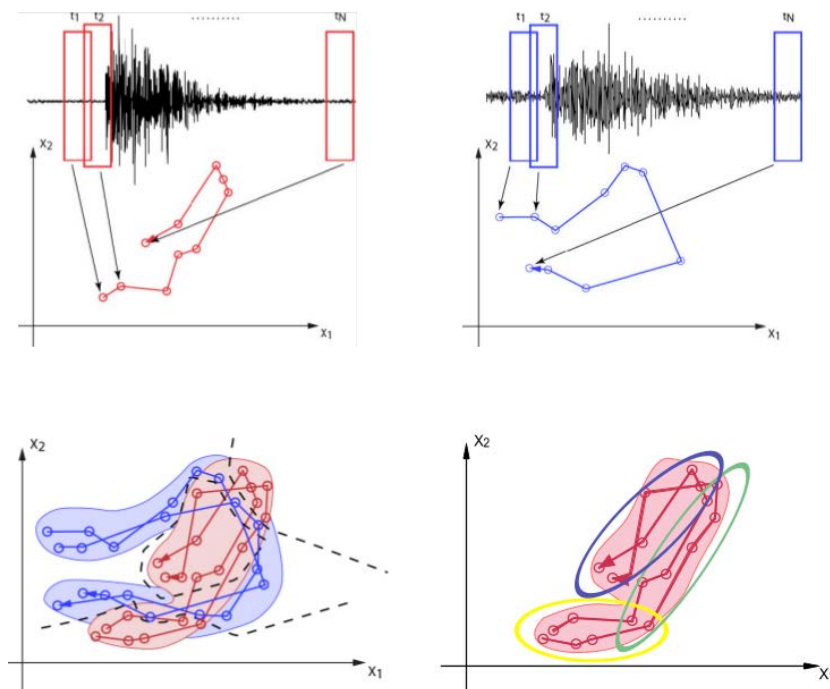 t1 t2 ......... tN
X2
X1
t1 t2 ......... tN
X2
X1
X2
X1
X2
X